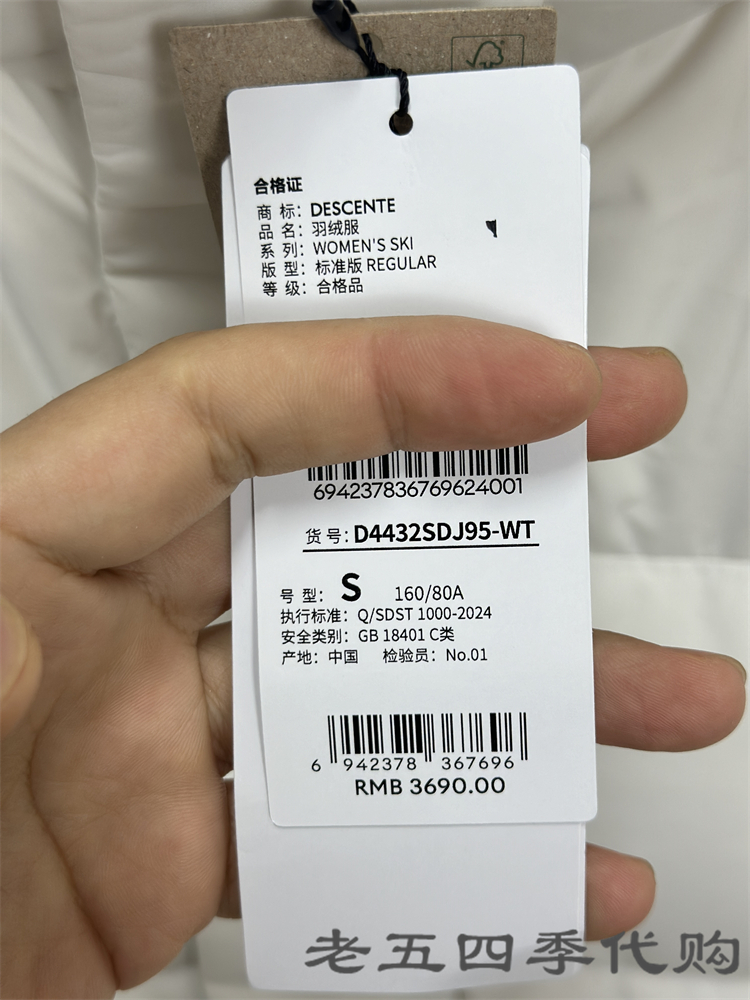 合格证
商 标: DESCENTE
品 名: 羽绒服
系 列: WOMEN'S SKI
版 型: 标准版 REGULAR
等 级: 合格品
694237836769624001
货 号: D4432SDJ95-WT
号 型: S 160/80A
执行标准: Q/SDST 1000-2024
安全类别: GB 18401 C类
产地: 中国 检验员: No.01
6 942378 367696
RMB 3690.00
老五四季代购